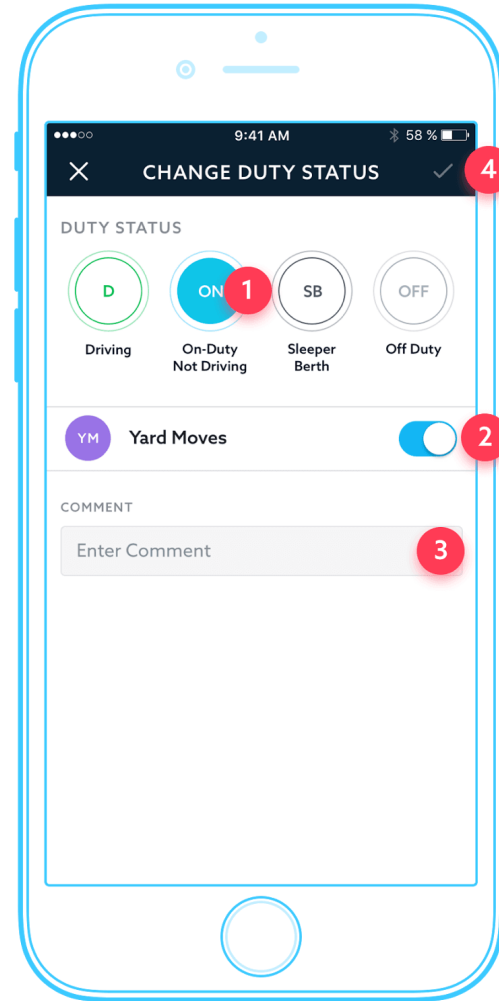 9:41 AM 58 %
CHANGE DUTY STATUS 4
DUTY STATUS
D ON 1 SB OFF
Driving On-Duty Not Driving Sleeper Berth Off Duty
YM Yard Moves 2
COMMENT
Enter Comment 3